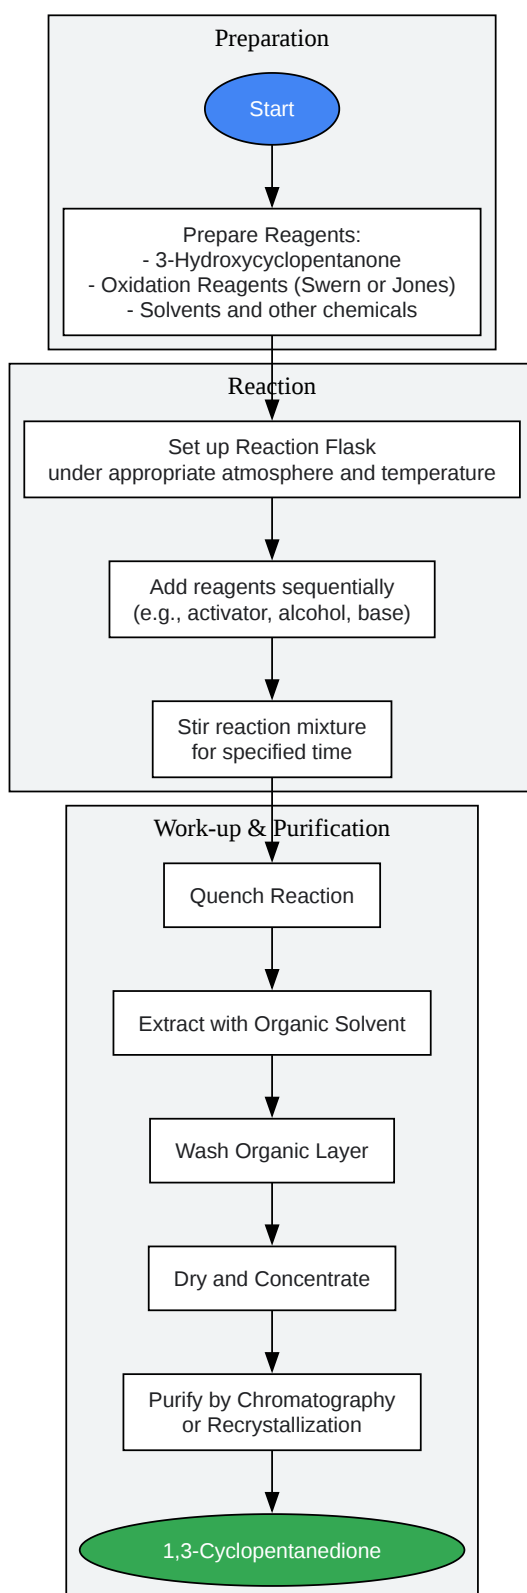 Preparation
Start
Prepare Reagents:
- 3-Hydroxycyclopentanone
- Oxidation Reagents (Swern or Jones)
- Solvents and other chemicals
Reaction
Set up Reaction Flask
under appropriate atmosphere and temperature
Add reagents sequentially
(e.g., activator, alcohol, base)
Stir reaction mixture
for specified time
Work-up & Purification
Quench Reaction
Extract with Organic Solvent
Wash Organic Layer
Dry and Concentrate
Purify by Chromatography
or Recrystallization
1,3-Cyclopentanedione